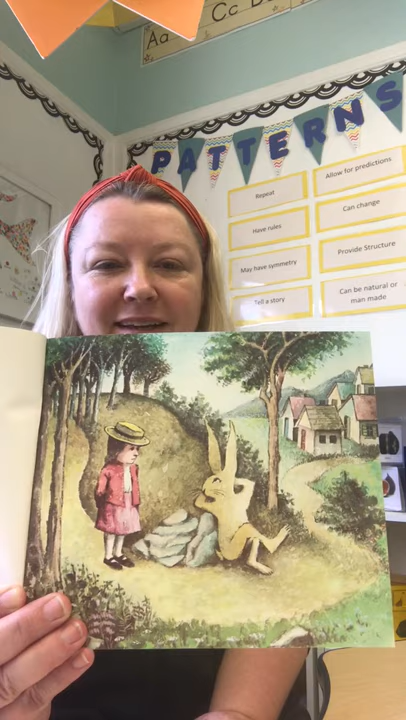 Aa
Cc D
PATTERNS
Repeat
Allow for predictions
Have rules
Can change
May have symmetry
Provide Structure
Tell a story
Can be natural or
man made